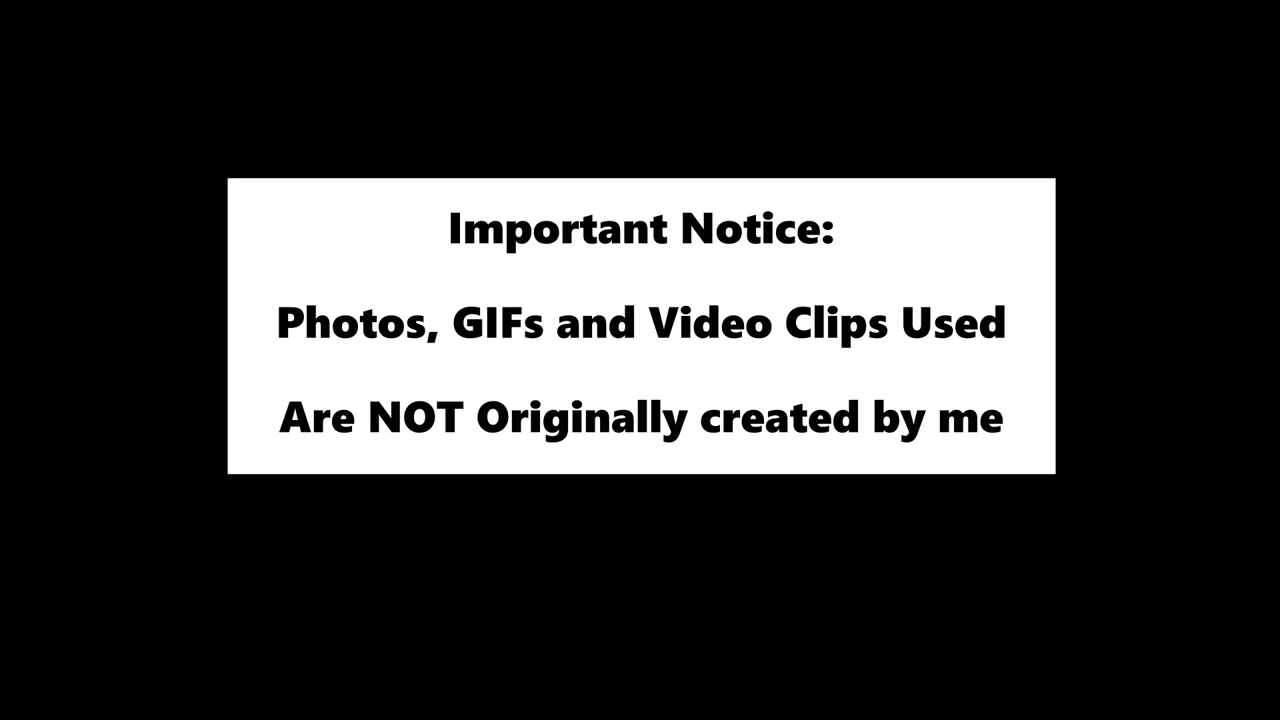 Important Notice:
Photos, GIFs and Video Clips Used
Are NOT Originally created by me